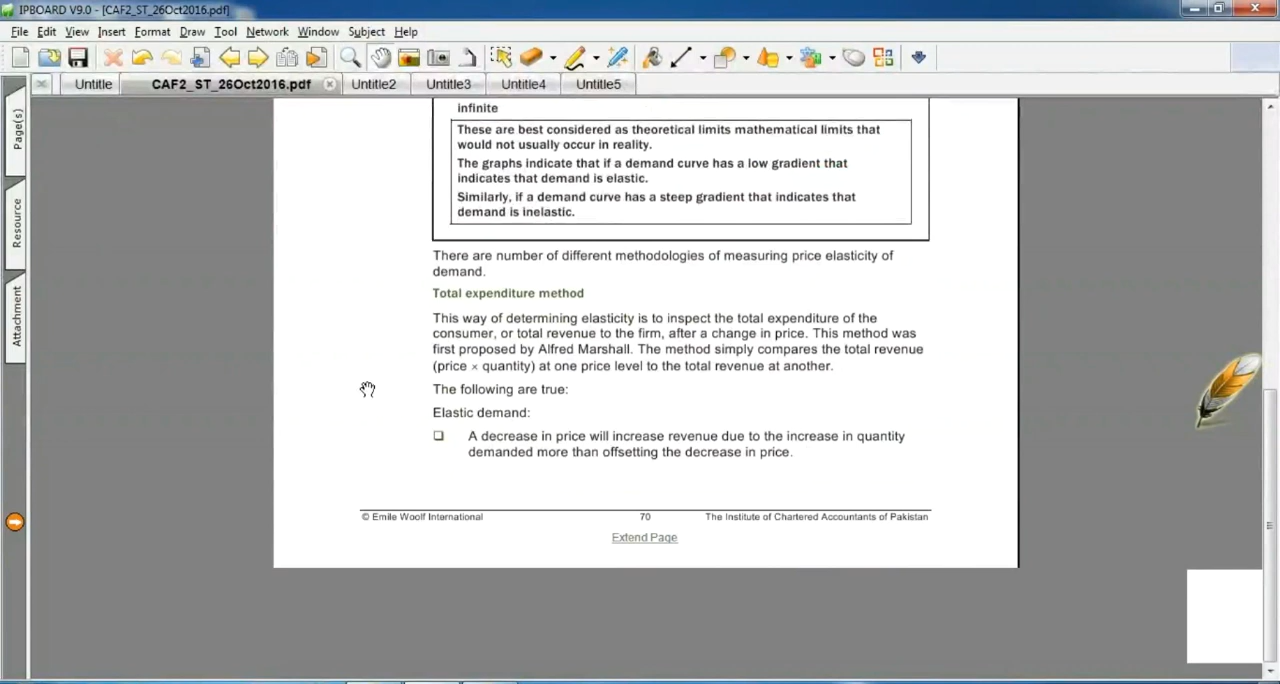 IPBOARD V9.0 - [CAF2_ST_26Oct2016.pdf]
File Edit View Insert Format Draw Tool Network Window Subject Help
Untitle CAF2_ST_26Oct2016.pdf Untitle2 Untitle3 Untitle4 Untitle5
Page(s)
Resource
Attachment
infinite
These are best considered as theoretical limits mathematical limits that
would not usually occur in reality.
The graphs indicate that if a demand curve has a low gradient that
indicates that demand is elastic.
Similarly, if a demand curve has a steep gradient that indicates that
demand is inelastic.
There are number of different methodologies of measuring price elasticity of
demand.
Total expenditure method
This way of determining elasticity is to inspect the total expenditure of the
consumer, or total revenue to the firm, after a change in price. This method was
first proposed by Alfred Marshall. The method simply compares the total revenue
(price × quantity) at one price level to the total revenue at another.
The following are true:
Elastic demand:
❑ A decrease in price will increase revenue due to the increase in quantity
demanded more than offsetting the decrease in price.
© Emile Woolf International 70 The Institute of Chartered Accountants of Pakistan
Extend Page